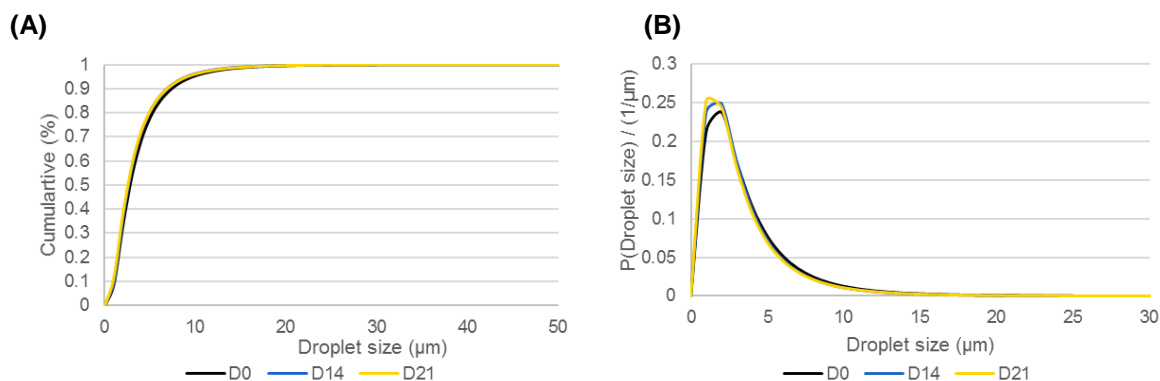 (A)
Cumulartive (%)
1
0.9
0.8
0.7
0.6
0.5
0.4
0.3
0.2
0.1
0
0 10 20 30 40 50
Droplet size (µm)
D0 D14 D21
(B)
P(Droplet size) / (1/µm)
0.3
0.25
0.2
0.15
0.1
0.05
0
0 5 10 15 20 25 30
Droplet size (µm)
D0 D14 D21